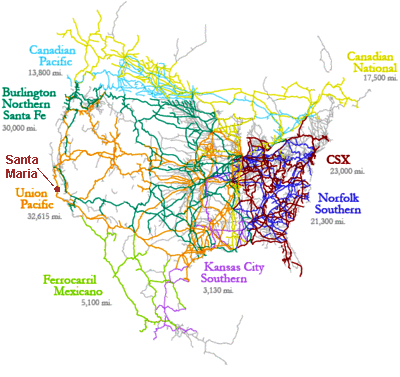 Canadian
Pacific
13,800 mi.
Canadian
National
17,500 mi.
Burlington
Northern
Santa Fe
30,000 mi.
CSX
23,000 mi.
Santa
Maria
Union
Pacific
32,615 mi.
Norfolk
Southern
21,300 mi.
Kansas City
Southern
3,130 mi.
Ferrocarril
Mexicano
5,100 mi.